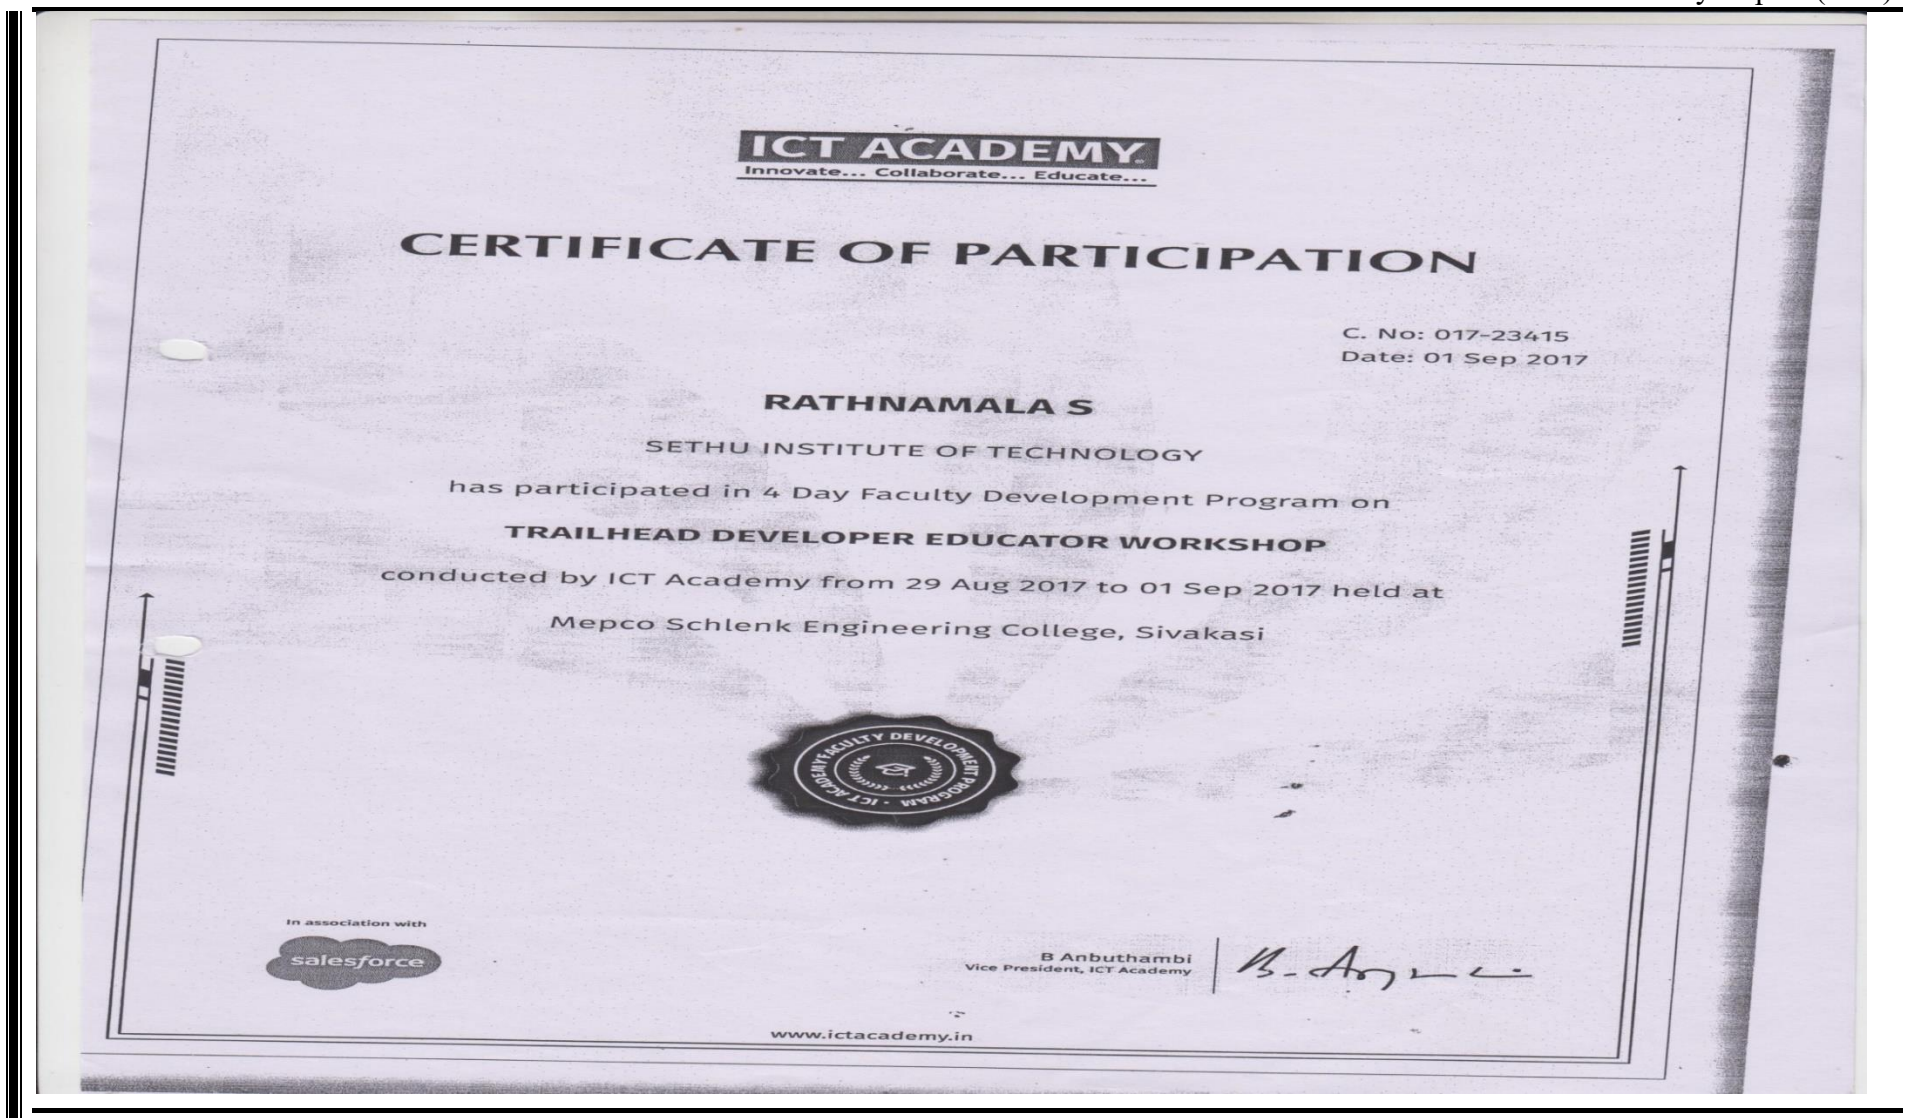 ICT ACADEMY
Innovate... Collaborate... Educate...
CERTIFICATE OF PARTICIPATION
C. No: 017-23415
Date: 01 Sep 2017
RATHNAMALA S
SETHU INSTITUTE OF TECHNOLOGY
has participated in 4 Day Faculty Development Program on
TRAILHEAD DEVELOPER EDUCATOR WORKSHOP
conducted by ICT Academy from 29 Aug 2017 to 01 Sep 2017 held at
Mepco Schlenk Engineering College, Sivakasi
FACULTY DEVELOPMENT PROGRAM · ICT ACADEMY
In association with
salesforce
B Anbuthambi
Vice President, ICT Academy
www.ictacademy.in